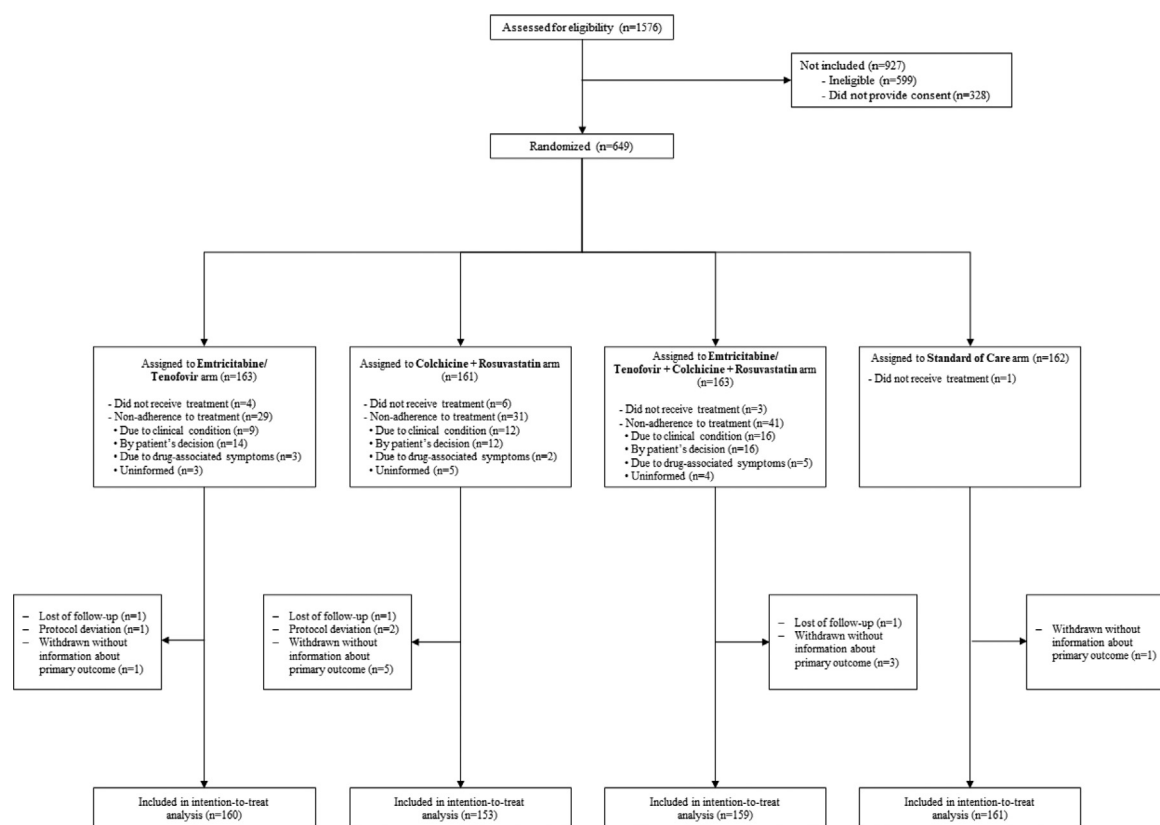 Assessed for eligibility (n=1576)
Not included (n=927)
- Ineligible (n=599)
- Did not provide consent (n=328)
Randomized (n=649)
Assigned to Emtricitabine/
Tenofovir arm (n=163)
- Did not receive treatment (n=4)
- Non-adherence to treatment (n=29)
• Due to clinical condition (n=9)
• By patient's decision (n=14)
• Due to drug-associated symptoms (n=3)
• Uninformed (n=3)
Assigned to Colchicine + Rosuvastatin arm
(n=161)
- Did not receive treatment (n=6)
- Non-adherence to treatment (n=31)
• Due to clinical condition (n=12)
• By patient's decision (n=12)
• Due to drug-associated symptoms (n=2)
• Uninformed (n=5)
Assigned to Emtricitabine/
Tenofovir + Colchicine + Rosuvastatin arm
(n=163)
- Did not receive treatment (n=3)
- Non-adherence to treatment (n=41)
• Due to clinical condition (n=16)
• By patient's decision (n=16)
• Due to drug-associated symptoms (n=5)
• Uninformed (n=4)
Assigned to Standard of Care arm (n=162)
- Did not receive treatment (n=1)
– Lost of follow-up (n=1)
– Protocol deviation (n=1)
– Withdrawn without
information about
primary outcome (n=1)
– Lost of follow-up (n=1)
– Protocol deviation (n=2)
– Withdrawn without
information about
primary outcome (n=5)
– Lost of follow-up (n=1)
– Withdrawn without
information about
primary outcome (n=3)
– Withdrawn without
information about
primary outcome (n=1)
Included in intention-to-treat
analysis (n=160)
Included in intention-to-treat
analysis (n=153)
Included in intention-to-treat
analysis (n=159)
Included in intention-to-treat
analysis (n=161)